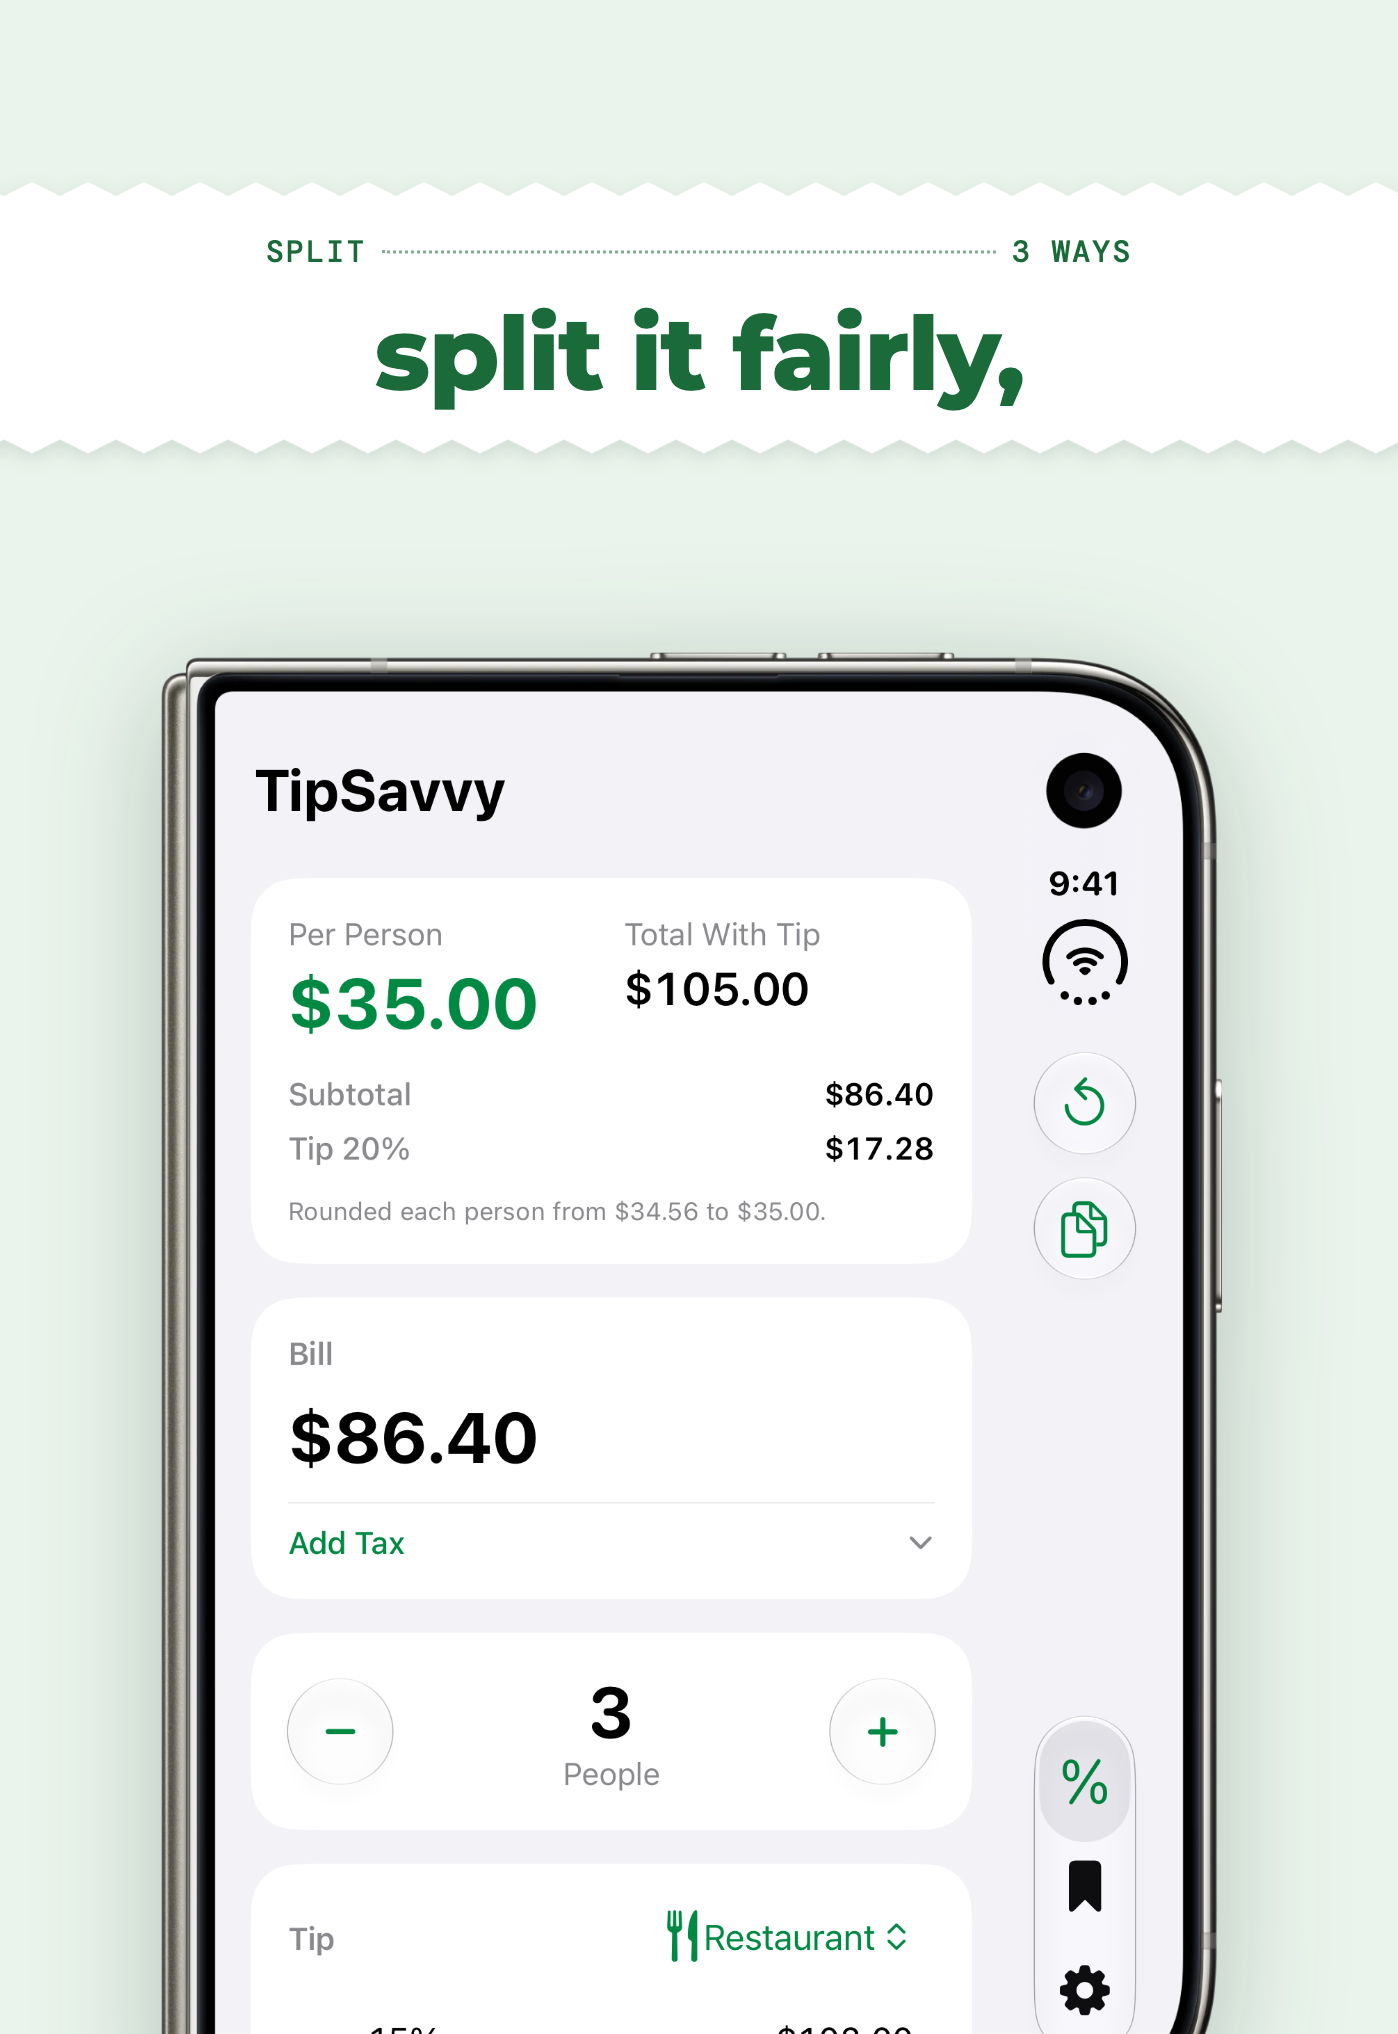 SPLIT 3 WAYS
split it fairly,
TipSavvy
9:41
Per Person Total With Tip
$35.00 $105.00
Subtotal $86.40
Tip 20% $17.28
Rounded each person from $34.56 to $35.00.
Bill
$86.40
Add Tax
3
People
%
Tip Restaurant